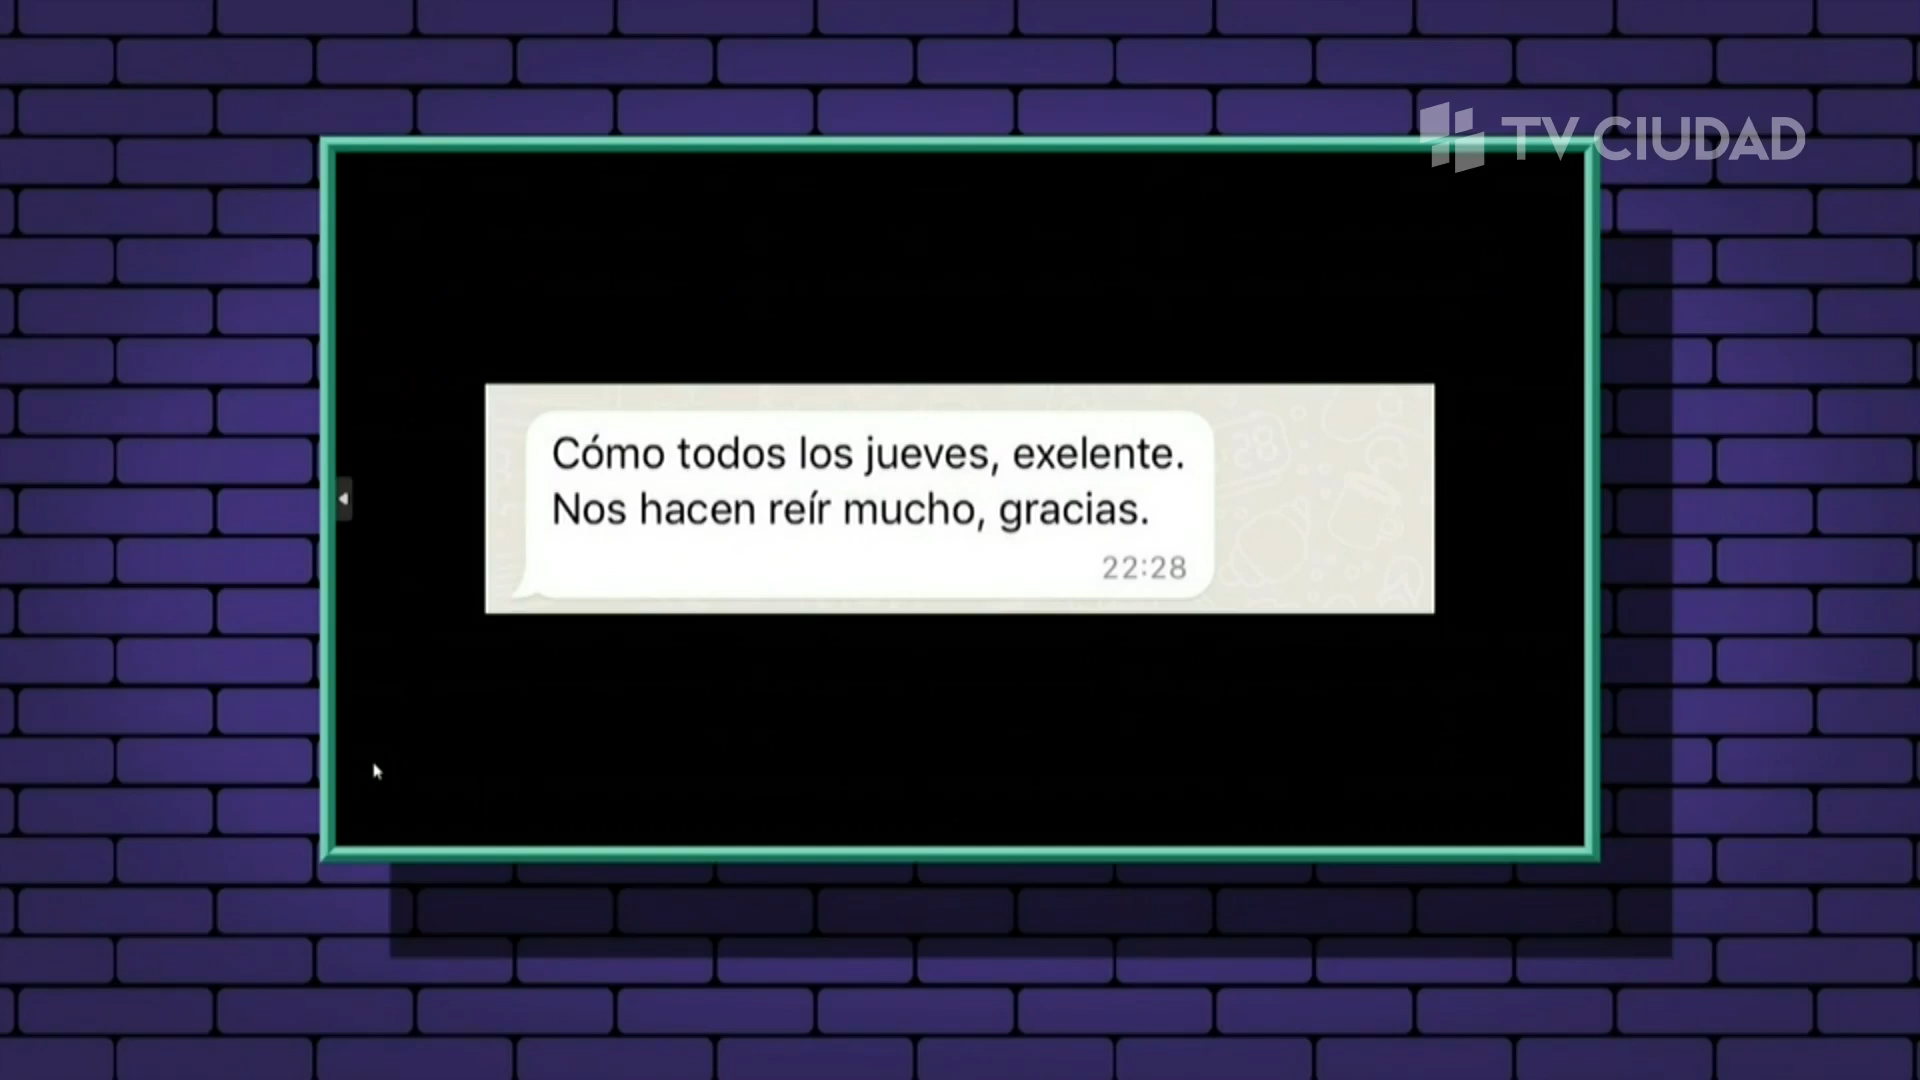 TV CIUDAD
Cómo todos los jueves, exelente.
Nos hacen reír mucho, gracias.
22:28